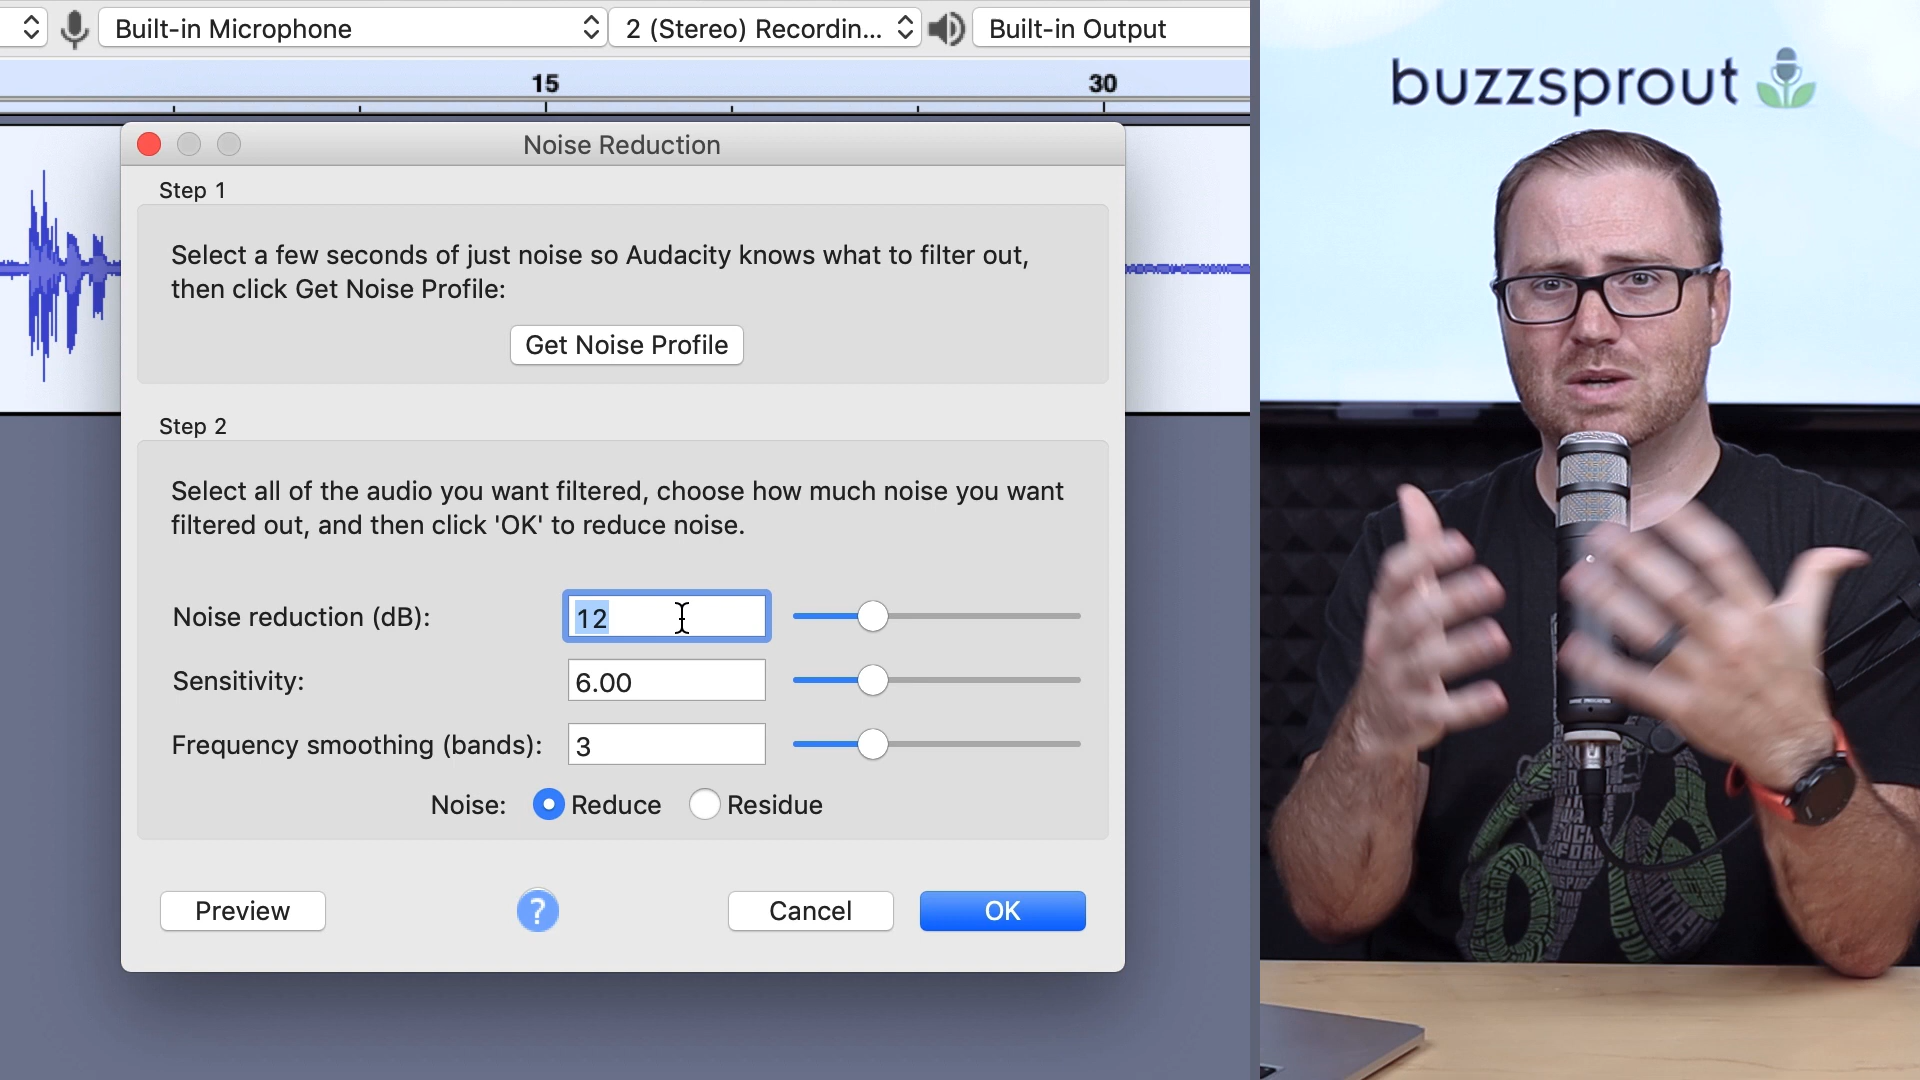 Built-in Microphone
2 (Stereo) Recordin...
Built-in Output
15
30
Noise Reduction
Step 1
Select a few seconds of just noise so Audacity knows what to filter out,
then click Get Noise Profile:
Get Noise Profile
Step 2
Select all of the audio you want filtered, choose how much noise you want
filtered out, and then click 'OK' to reduce noise.
Noise reduction (dB):
12
Sensitivity:
6.00
Frequency smoothing (bands):
3
Noise:
Reduce
Residue
Preview
?
Cancel
OK
buzzsprout